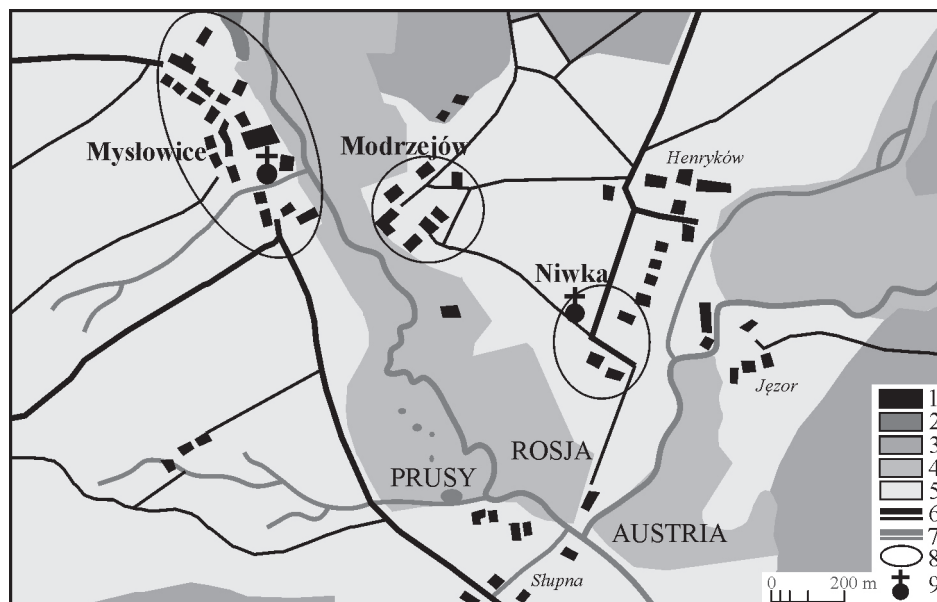 Mysłowice
Modrzejów
Henryków
Niwka
Jęzor
ROSJA
PRUSY
AUSTRIA
Słupna
1
2
3
4
5
6
7
8
9
0 200 m